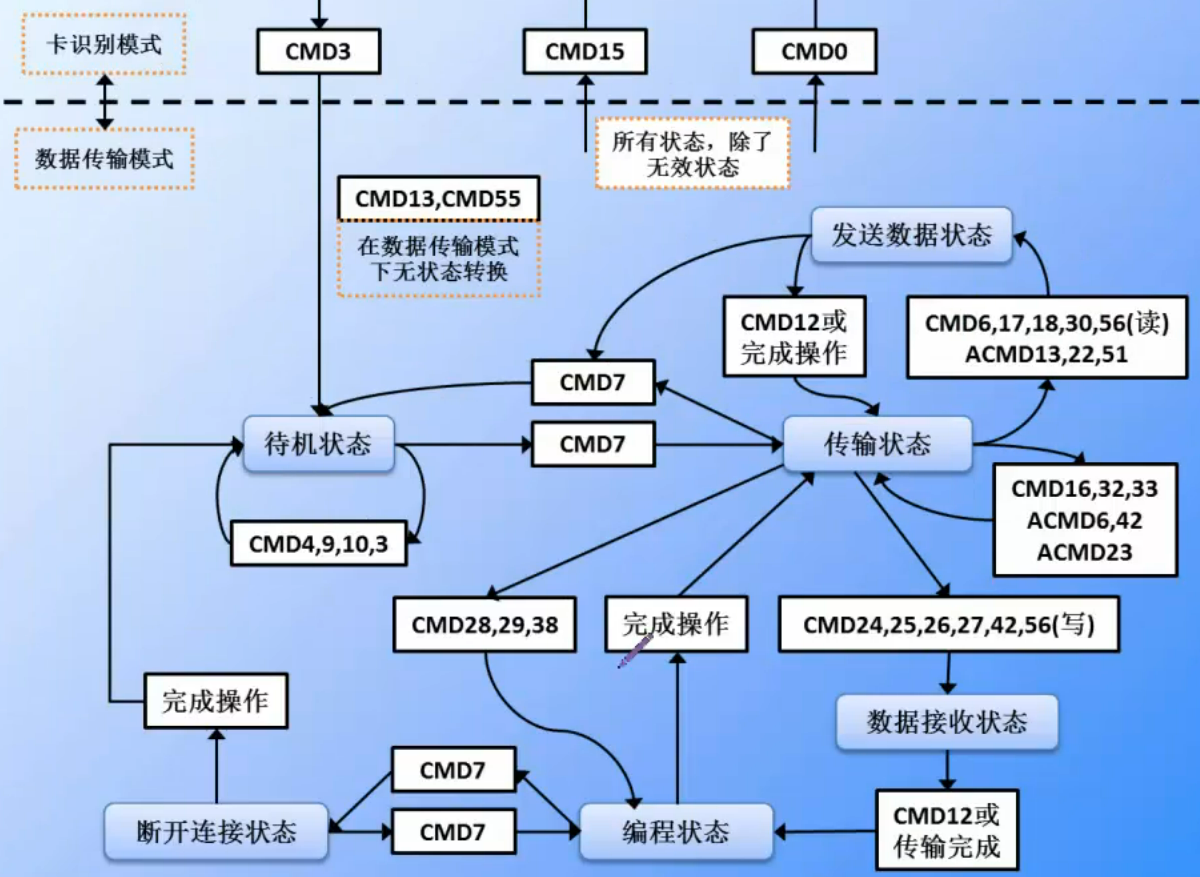 卡识别模式
CMD3
CMD15
CMD0
数据传输模式
所有状态，除了
无效状态
CMD13,CMD55
在数据传输模式
下无状态转换
发送数据状态
CMD12或
完成操作
CMD6,17,18,30,56(读)
ACMD13,22,51
CMD7
待机状态
CMD7
传输状态
CMD16,32,33
ACMD6,42
ACMD23
CMD4,9,10,3
CMD28,29,38
完成操作
CMD24,25,26,27,42,56(写)
完成操作
数据接收状态
CMD7
断开连接状态
CMD7
编程状态
CMD12或
传输完成